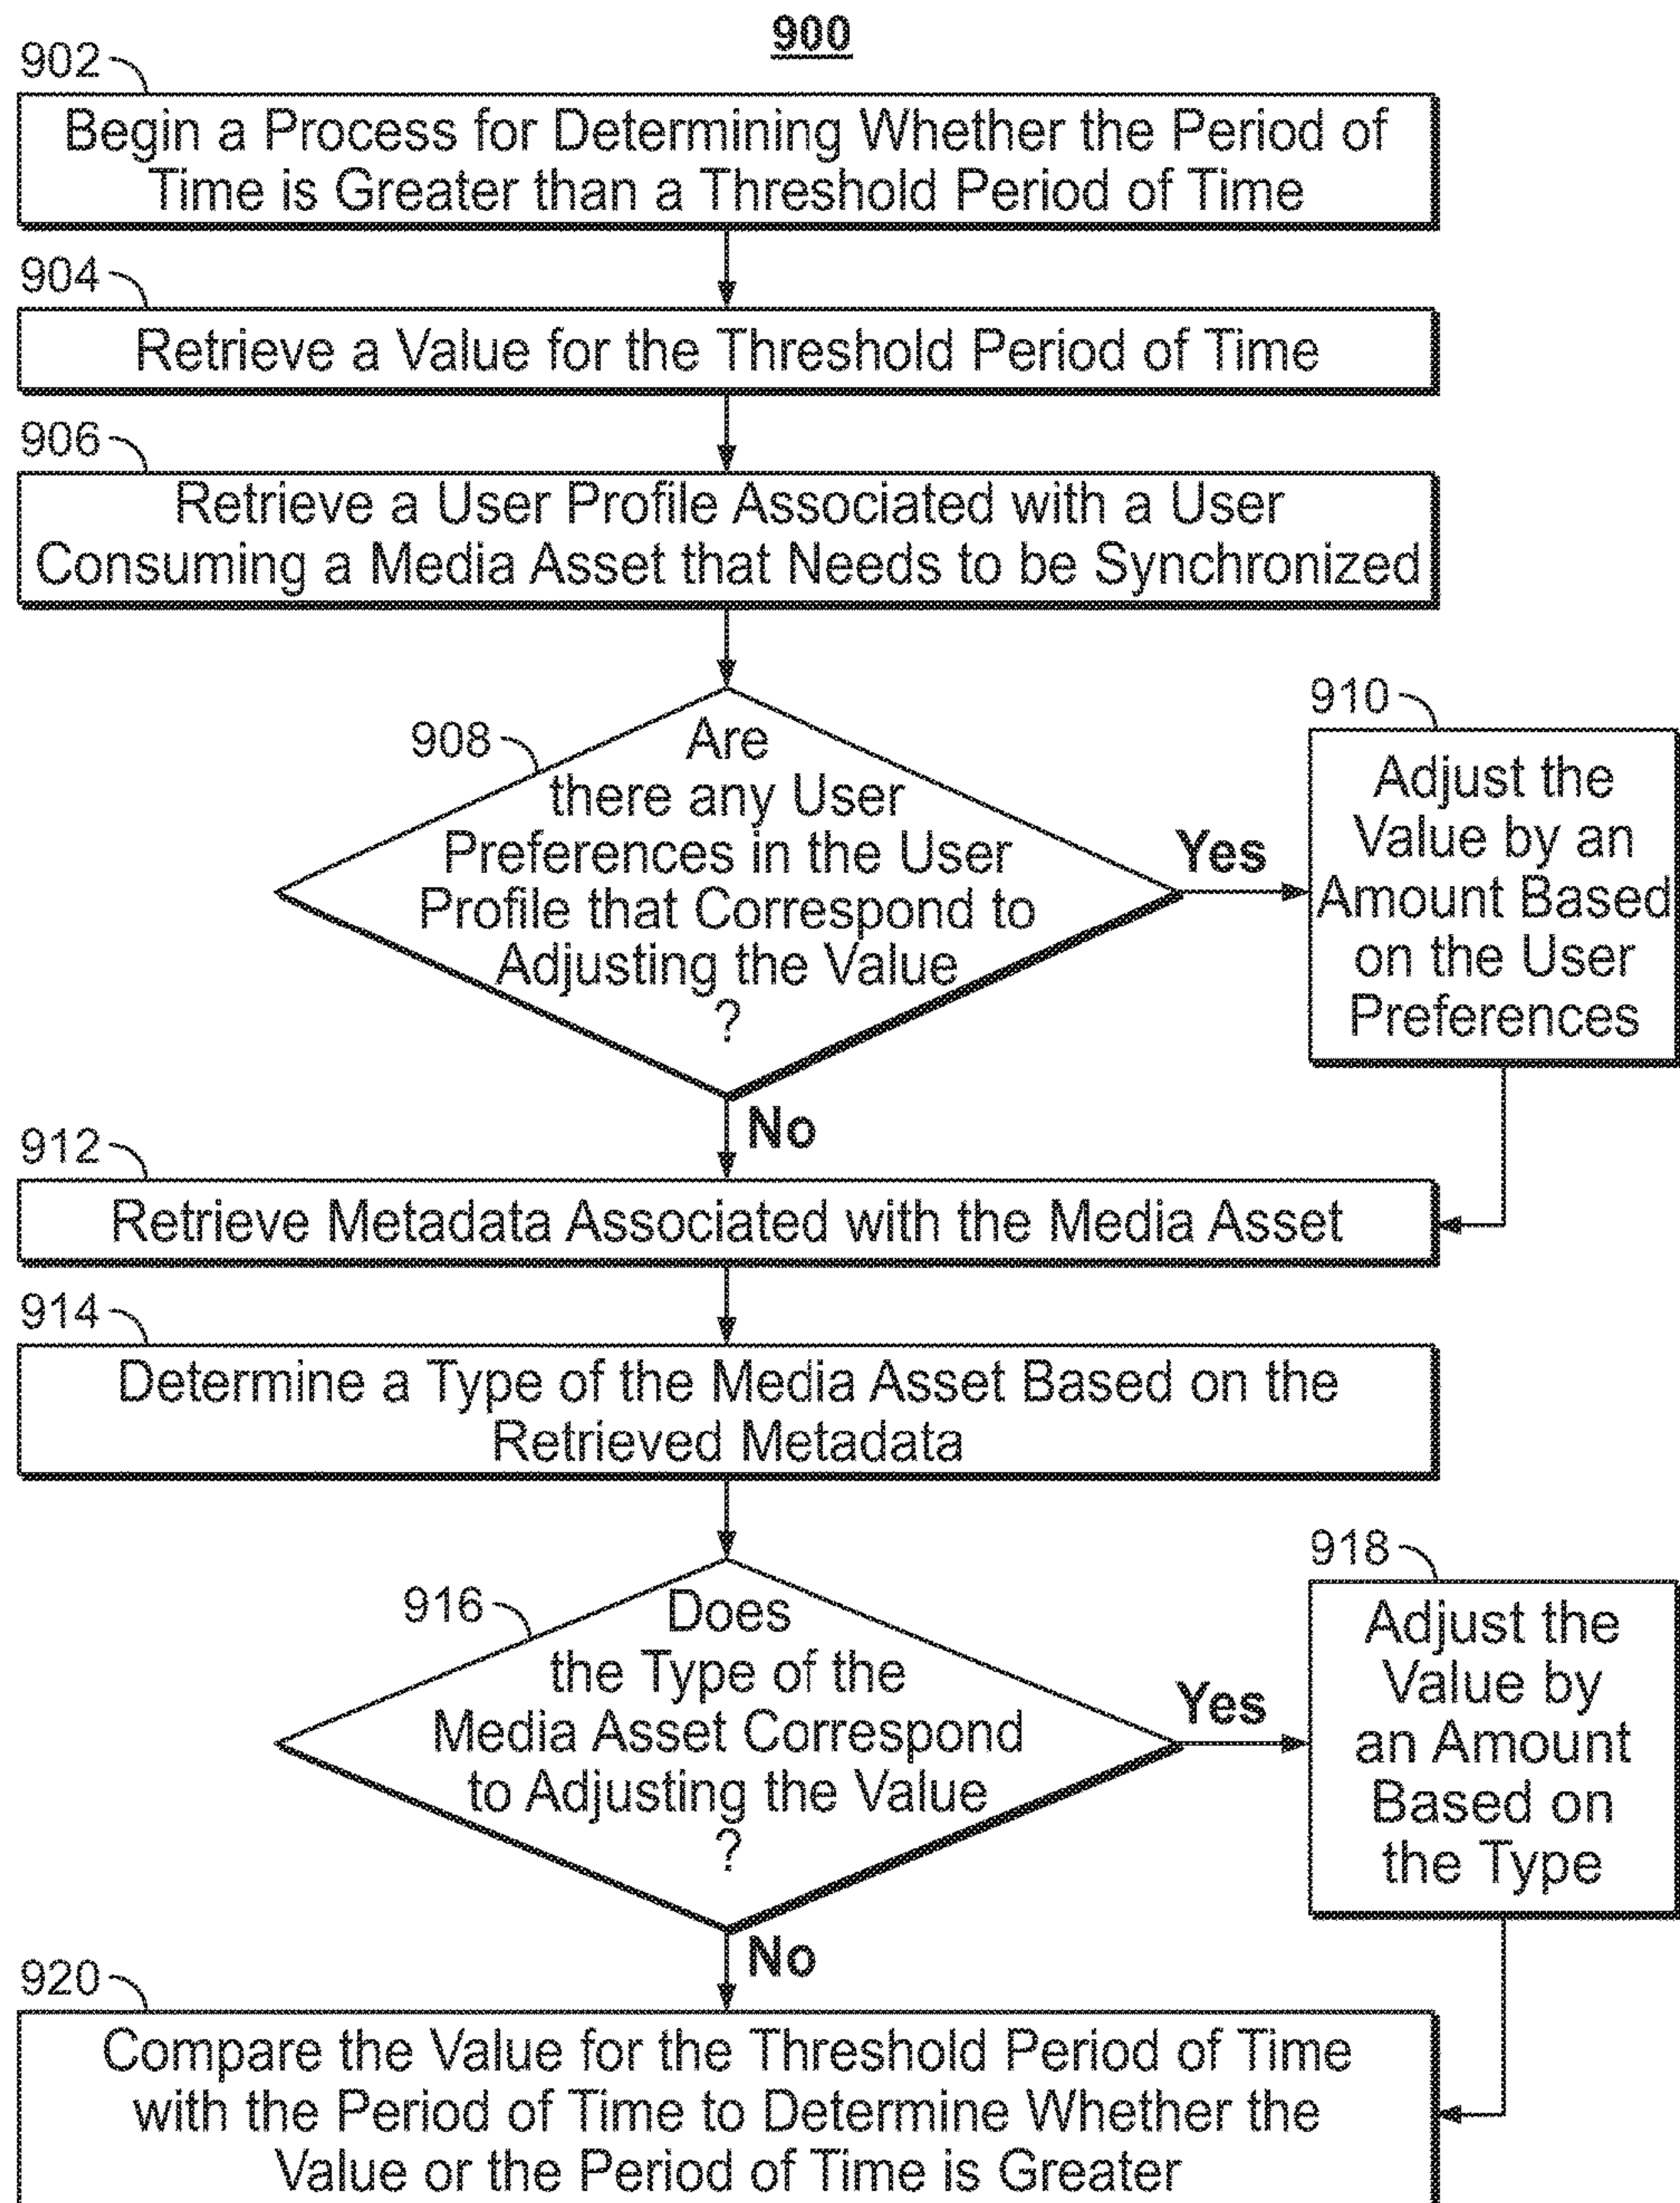 900
902
Begin a Process for Determining Whether the Period of
Time is Greater than a Threshold Period of Time
904
Retrieve a Value for the Threshold Period of Time
906
Retrieve a User Profile Associated with a User
Consuming a Media Asset that Needs to be Synchronized
908
Are
there any User
Preferences in the User
Profile that Correspond to
Adjusting the Value
?
Yes
910
Adjust the
Value by an
Amount Based
on the User
Preferences
No
912
Retrieve Metadata Associated with the Media Asset
914
Determine a Type of the Media Asset Based on the
Retrieved Metadata
916
Does
the Type of the
Media Asset Correspond
to Adjusting the Value
?
Yes
918
Adjust the
Value by
an Amount
Based on
the Type
No
920
Compare the Value for the Threshold Period of Time
with the Period of Time to Determine Whether the
Value or the Period of Time is Greater